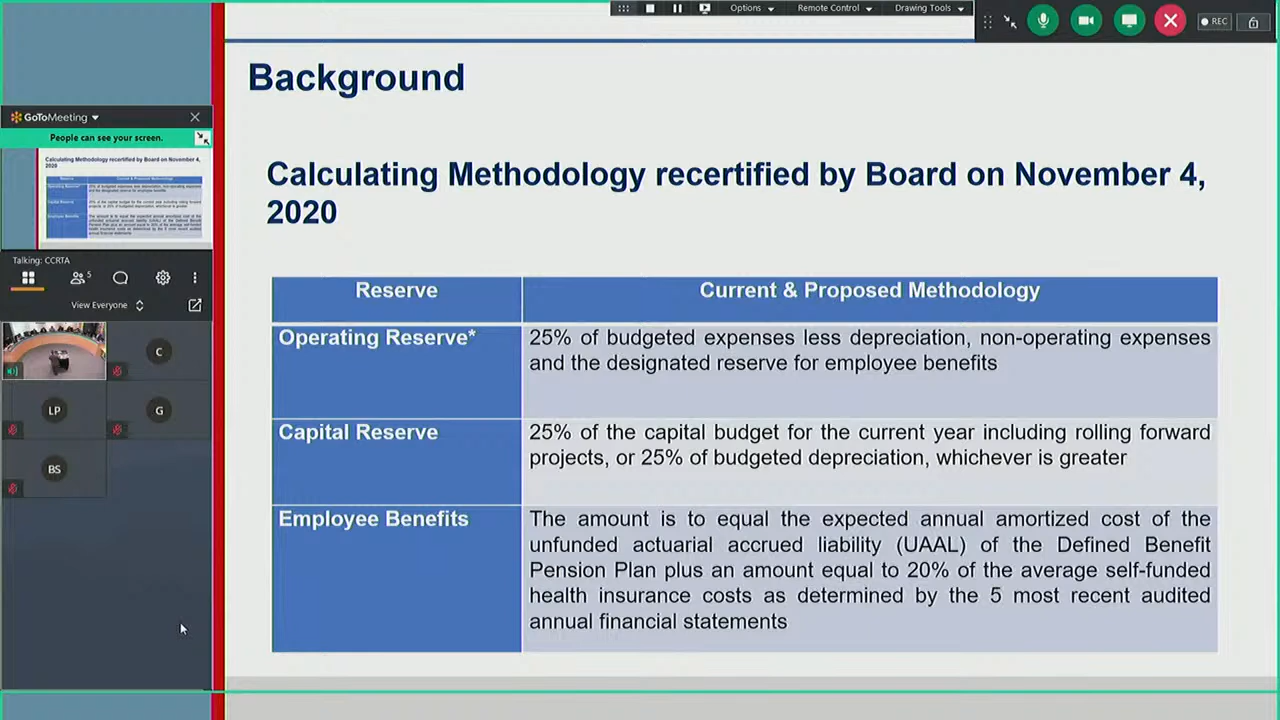 Options
Remote Control
Drawing Tools
REC
GoToMeeting
People can see your screen.
Calculating Methodology recertified by Board on November 4,
2020
Talking: CCRTA
5
View Everyone
C
LP
G
BS
Background
Calculating Methodology recertified by Board on November 4,
2020
Reserve
Current & Proposed Methodology
Operating Reserve*
25% of budgeted expenses less depreciation, non-operating expenses
and the designated reserve for employee benefits
Capital Reserve
25% of the capital budget for the current year including rolling forward
projects, or 25% of budgeted depreciation, whichever is greater
Employee Benefits
The amount is to equal the expected annual amortized cost of the
unfunded actuarial accrued liability (UAAL) of the Defined Benefit
Pension Plan plus an amount equal to 20% of the average self-funded
health insurance costs as determined by the 5 most recent audited
annual financial statements